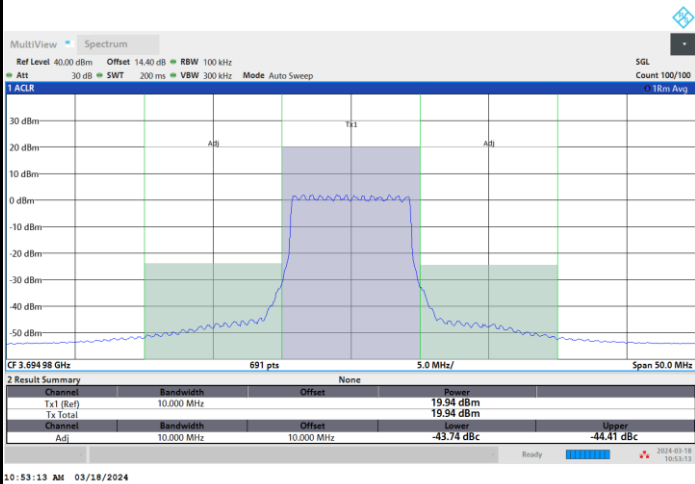 MultiView Spectrum
Ref Level 40.00 dBm Offset 14.40 dB RBW 100 kHz SGL
Att 30 dB SWT 200 ms VBW 300 kHz Mode Auto Sweep Count 100/100
1 ACLR 1Rm Avg
30 dBm
Tx1
20 dBm Adj Adj
10 dBm
0 dBm
-10 dBm
-20 dBm
-30 dBm
-40 dBm
-50 dBm
CF 3.694 98 GHz 691 pts 5.0 MHz/ Span 50.0 MHz
2 Result Summary None
Channel Bandwidth Offset Power
Tx1 (Ref) 10.000 MHz 19.94 dBm
Tx Total 19.94 dBm
Channel Bandwidth Offset Lower Upper
Adj 10.000 MHz 10.000 MHz -43.74 dBc -44.41 dBc
Ready 2024-03-18
10:53:13
10:53:13 AM 03/18/2024